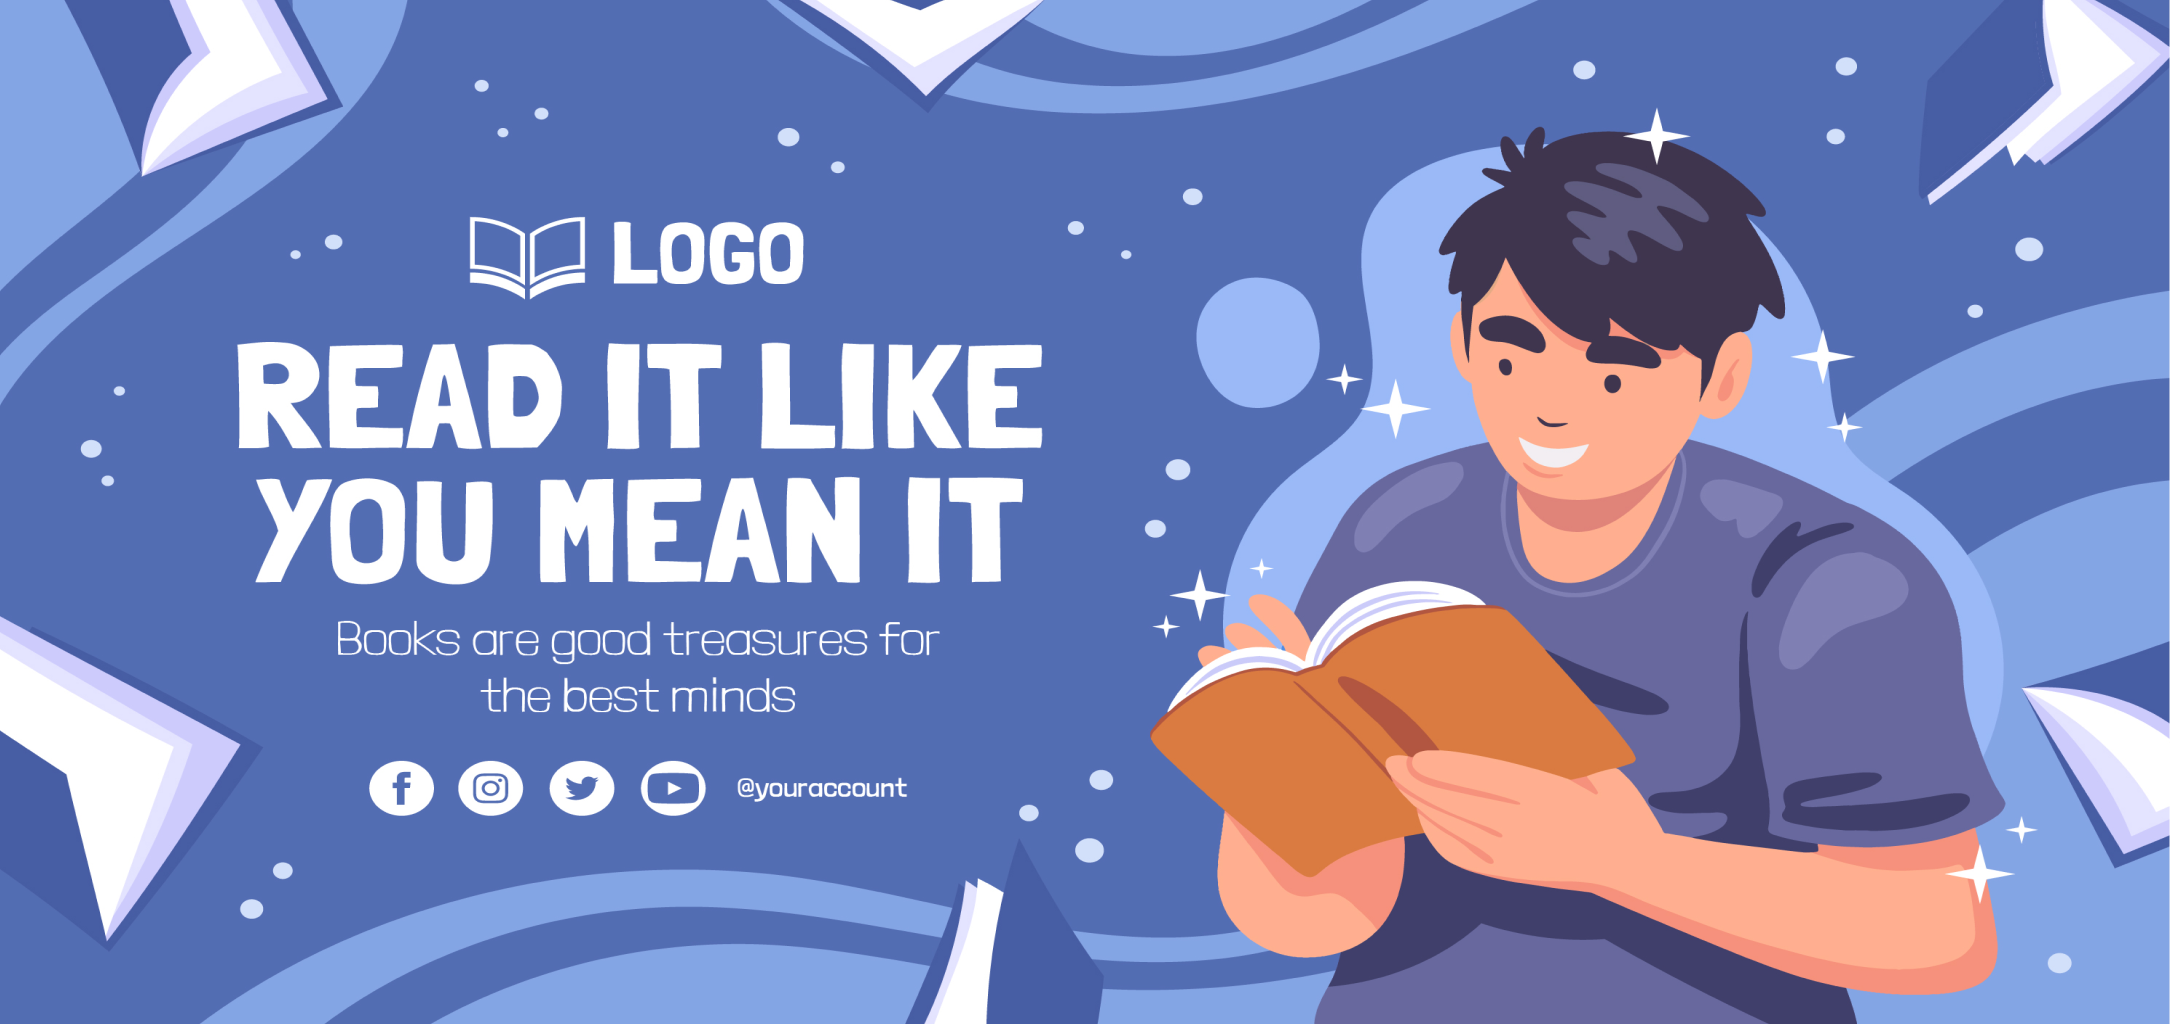 LOGO
READ IT LIKE
YOU MEAN IT
Books are good treasures for
the best minds
@youraccount